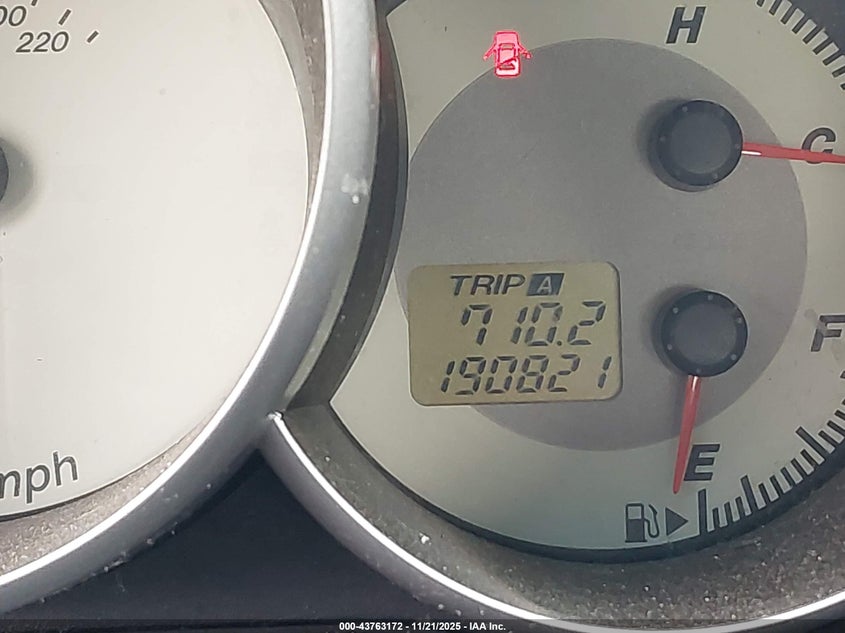 220
H
C
TRIP A
710.2
190821
F
E
mph
000-43763172 - 11/21/2025 - IAA Inc.